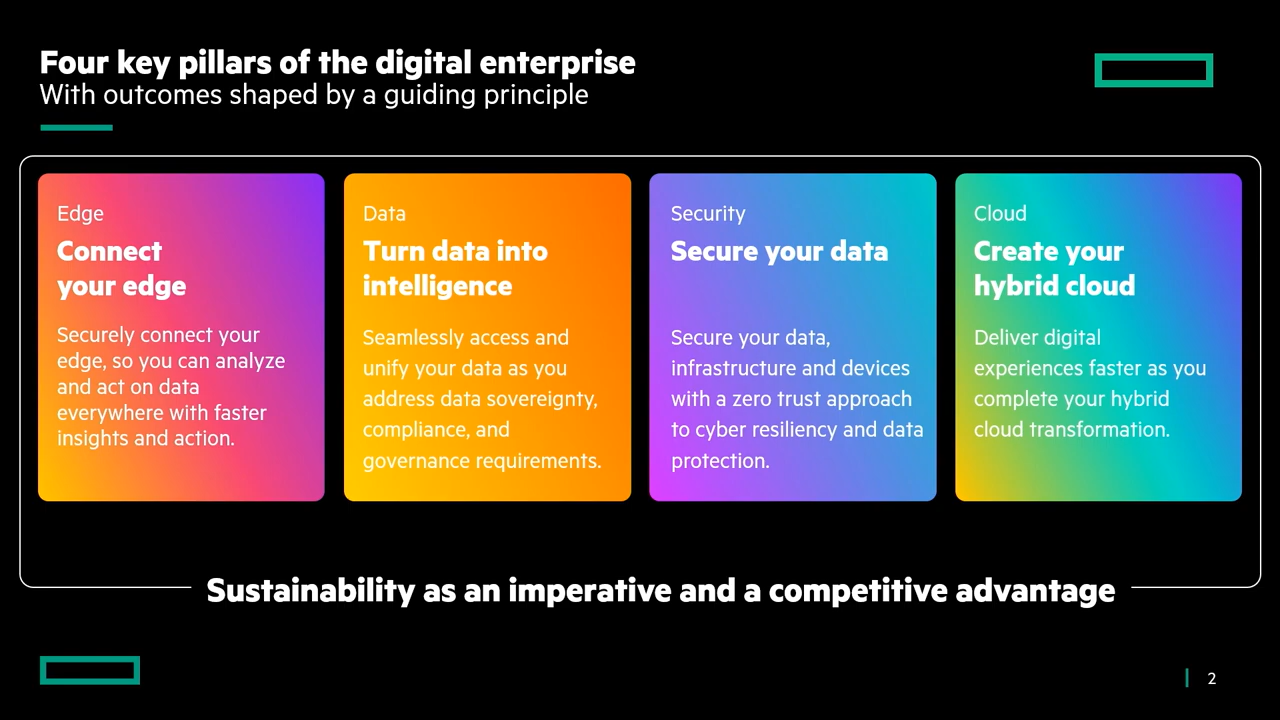 Four key pillars of the digital enterprise
With outcomes shaped by a guiding principle
Edge
Connect
your edge
Securely connect your
edge, so you can analyze
and act on data
everywhere with faster
insights and action.
Data
Turn data into
intelligence
Seamlessly access and
unify your data as you
address data sovereignty,
compliance, and
governance requirements.
Security
Secure your data
Secure your data,
infrastructure and devices
with a zero trust approach
to cyber resiliency and data
protection.
Cloud
Create your
hybrid cloud
Deliver digital
experiences faster as you
complete your hybrid
cloud transformation.
Sustainability as an imperative and a competitive advantage
2